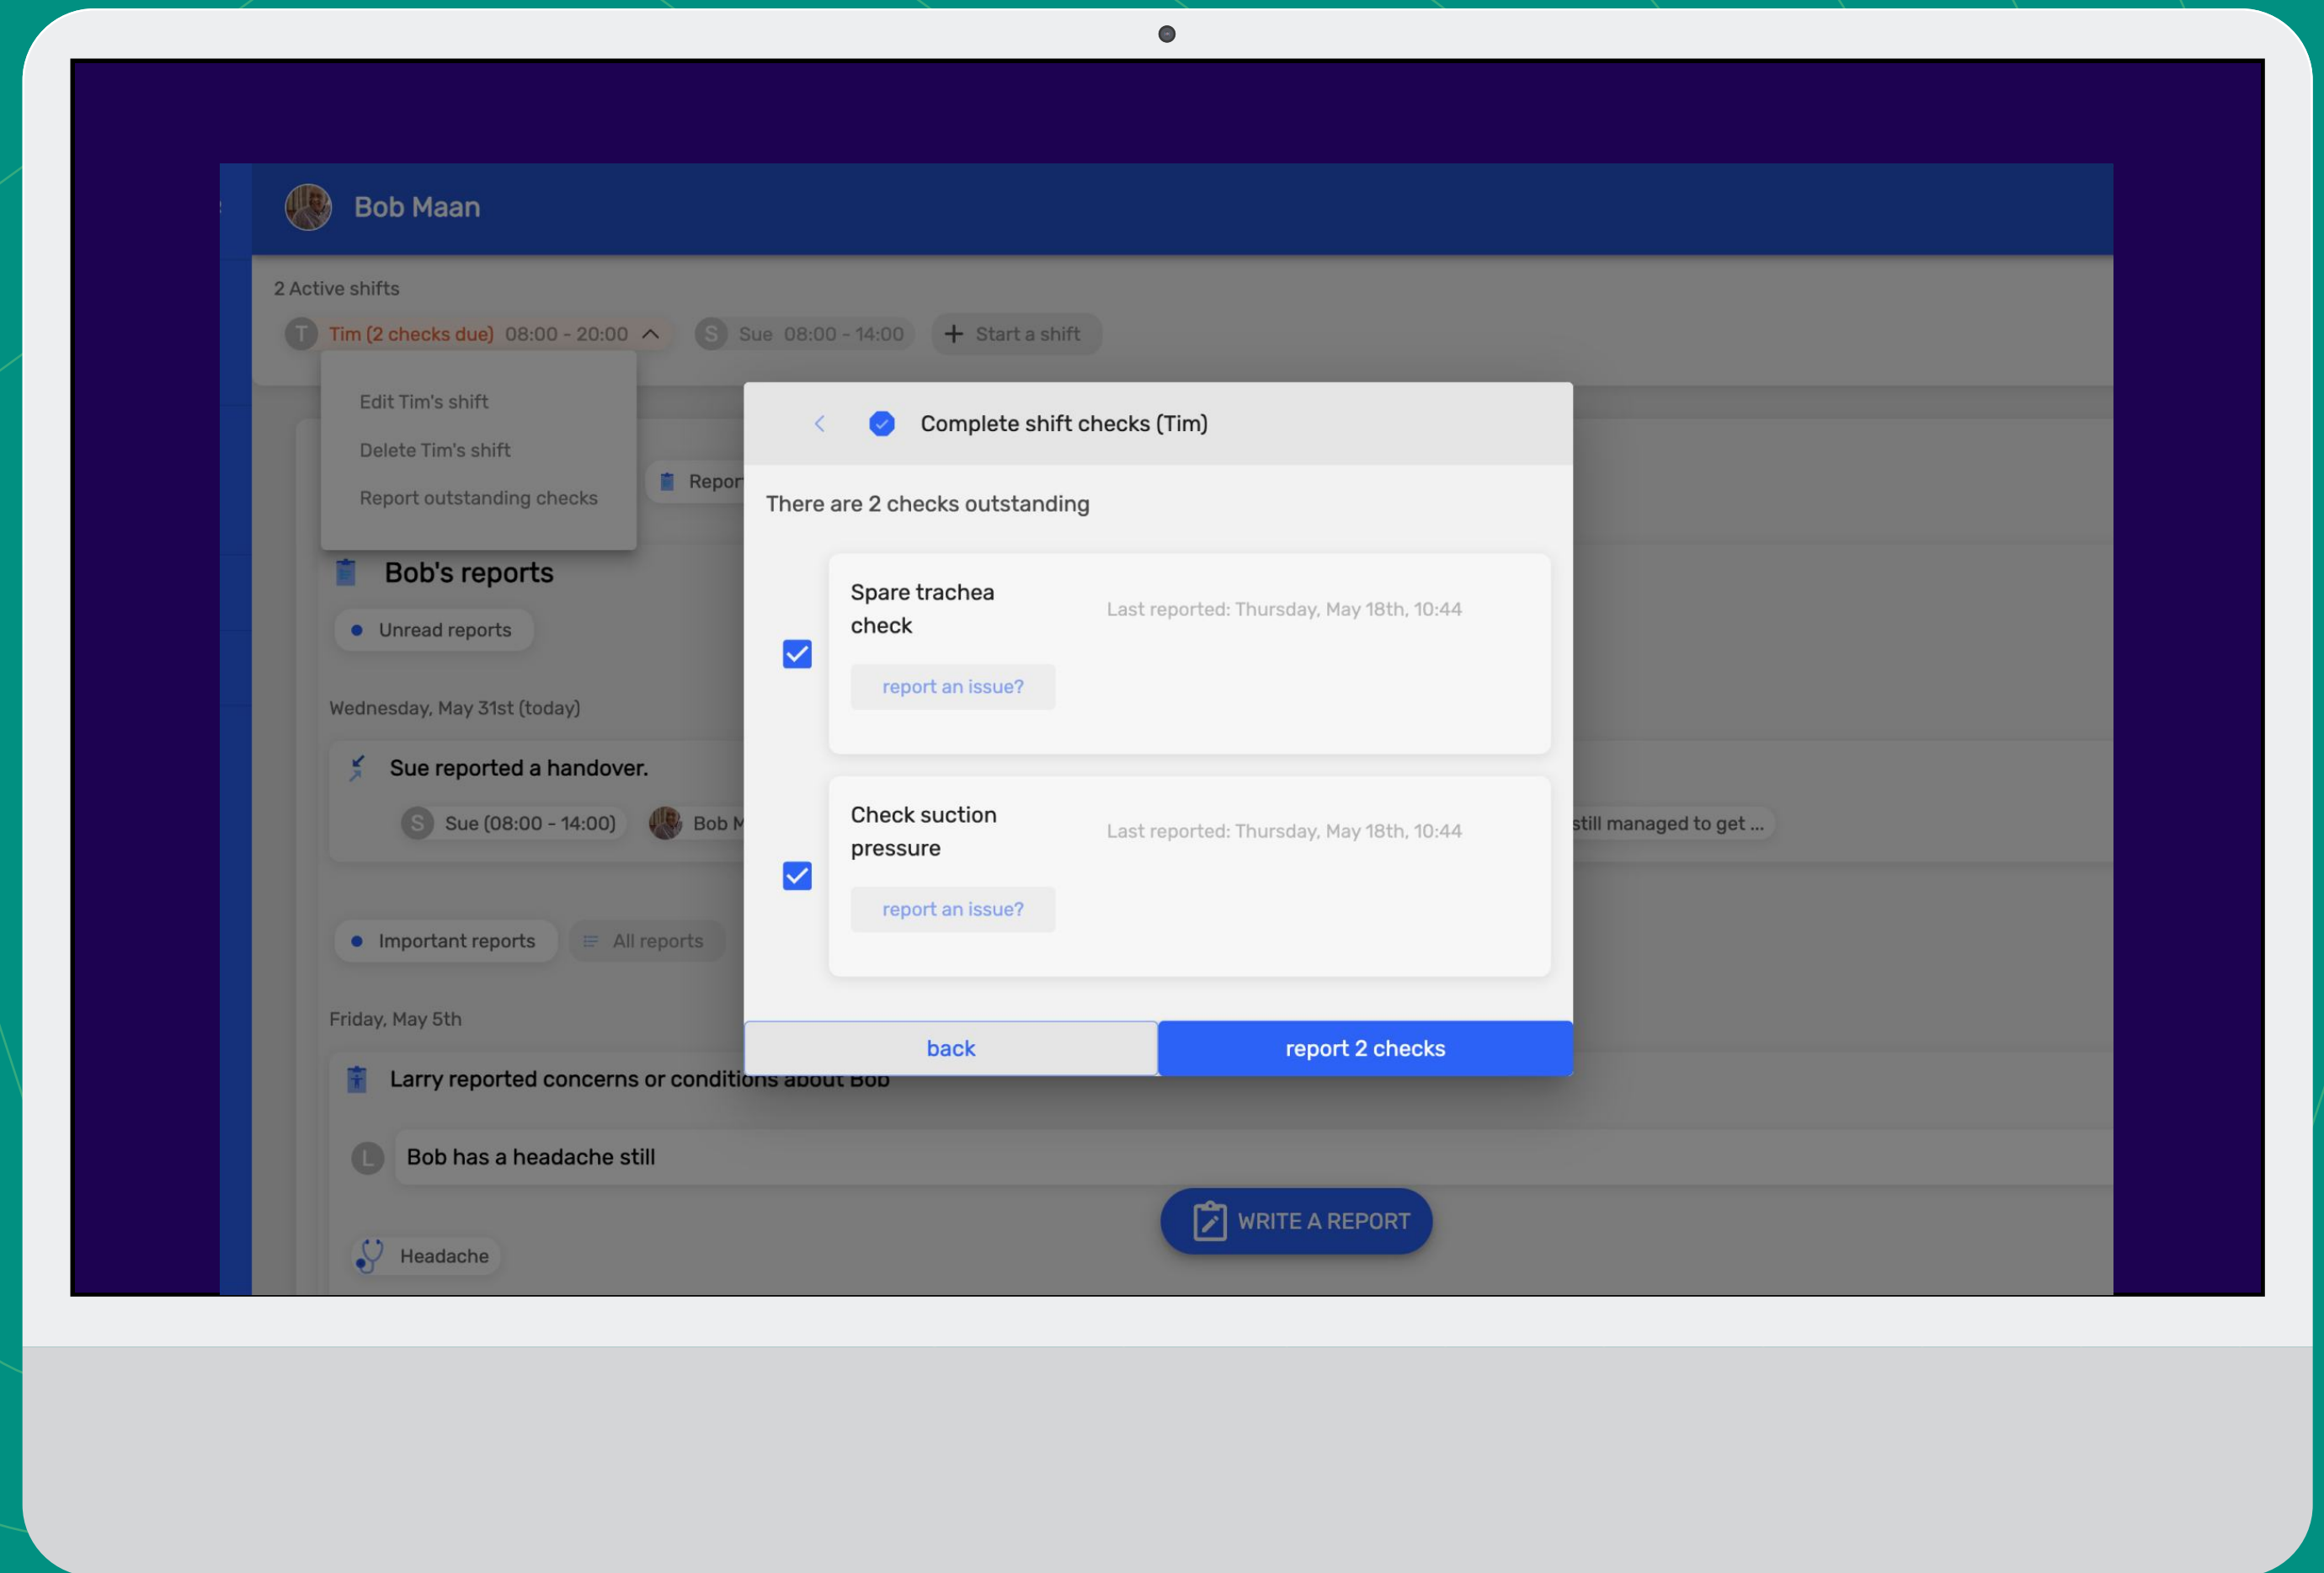 Bob Maan
2 Active shifts
T Tim (2 checks due) 08:00 - 20:00
S Sue 08:00 - 14:00
+ Start a shift
Edit Tim's shift
Delete Tim's shift
Report outstanding checks
Bob's reports
Unread reports
Wednesday, May 31st (today)
Sue reported a handover.
S Sue (08:00 - 14:00)
Bob
still managed to get ...
Important reports
All reports
Friday, May 5th
Larry reported concerns or conditions about Bob
L Bob has a headache still
Headache
WRITE A REPORT
Complete shift checks (Tim)
There are 2 checks outstanding
Spare trachea
check
Last reported: Thursday, May 18th, 10:44
report an issue?
Check suction
pressure
Last reported: Thursday, May 18th, 10:44
report an issue?
back
report 2 checks